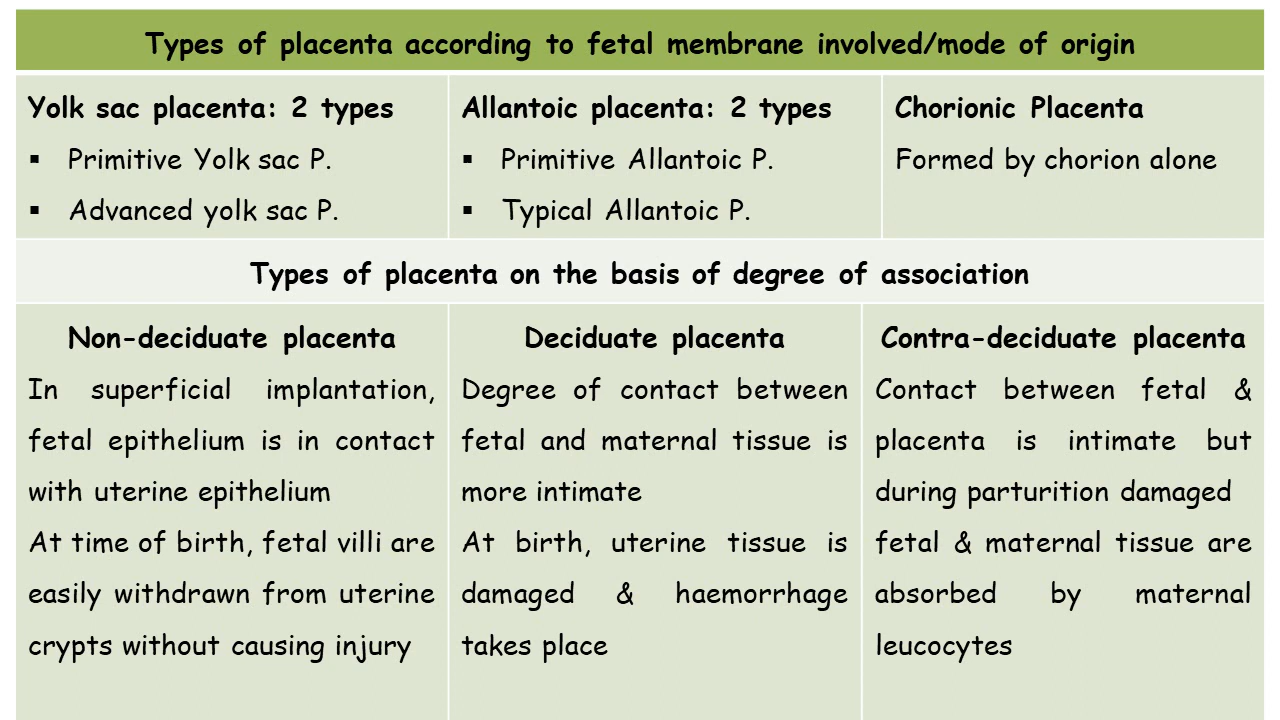 Types of placenta according to fetal membrane involved/mode of origin
Yolk sac placenta: 2 types
▪ Primitive Yolk sac P.
▪ Advanced yolk sac P.
Allantoic placenta: 2 types
▪ Primitive Allantoic P.
▪ Typical Allantoic P.
Chorionic Placenta
Formed by chorion alone
Types of placenta on the basis of degree of association
Non-deciduate placenta
In superficial implantation,
fetal epithelium is in contact
with uterine epithelium
At time of birth, fetal villi are
easily withdrawn from uterine
crypts without causing injury
Deciduate placenta
Degree of contact between
fetal and maternal tissue is
more intimate
At birth, uterine tissue is
damaged & haemorrhage
takes place
Contra-deciduate placenta
Contact between fetal &
placenta is intimate but
during parturition damaged
fetal & maternal tissue are
absorbed by maternal
leucocytes